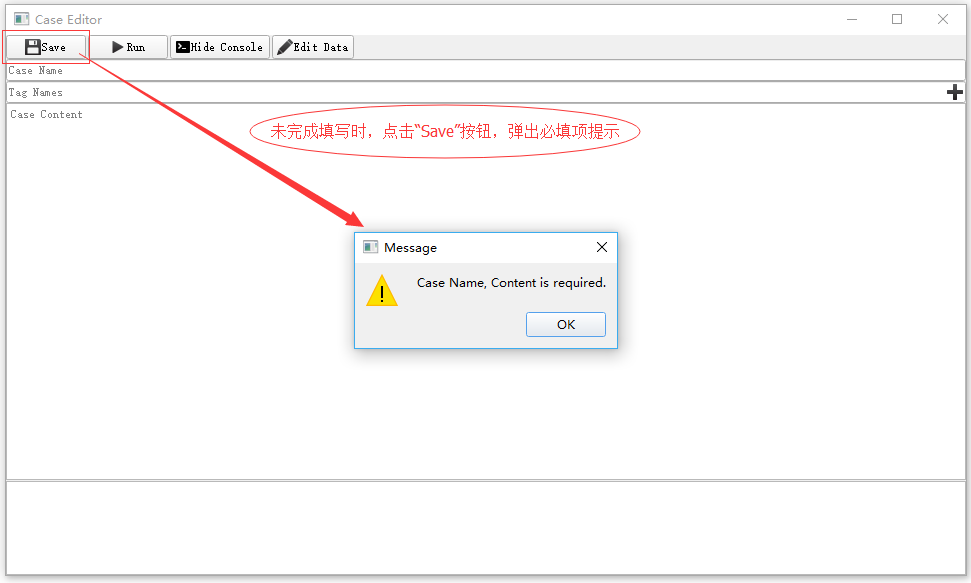 Case Editor
Save Run Hide Console Edit Data
Case Name
Tag Names
Case Content
未完成填写时，点击“Save”按钮，弹出必填项提示
Message
Case Name, Content is required.
OK